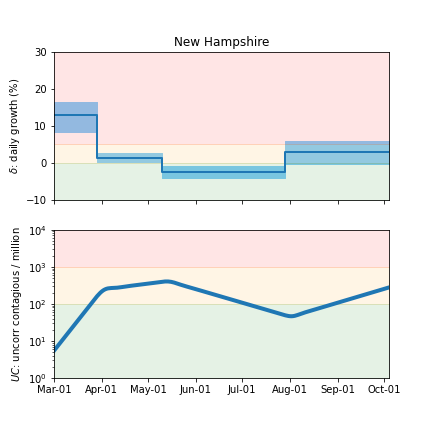 New Hampshire
30
20
10
0
−10
δ: daily growth (%)
10⁴
10³
10²
10¹
10⁰
UC: uncorr contagious / million
Mar-01 Apr-01 May-01 Jun-01 Jul-01 Aug-01 Sep-01 Oct-01